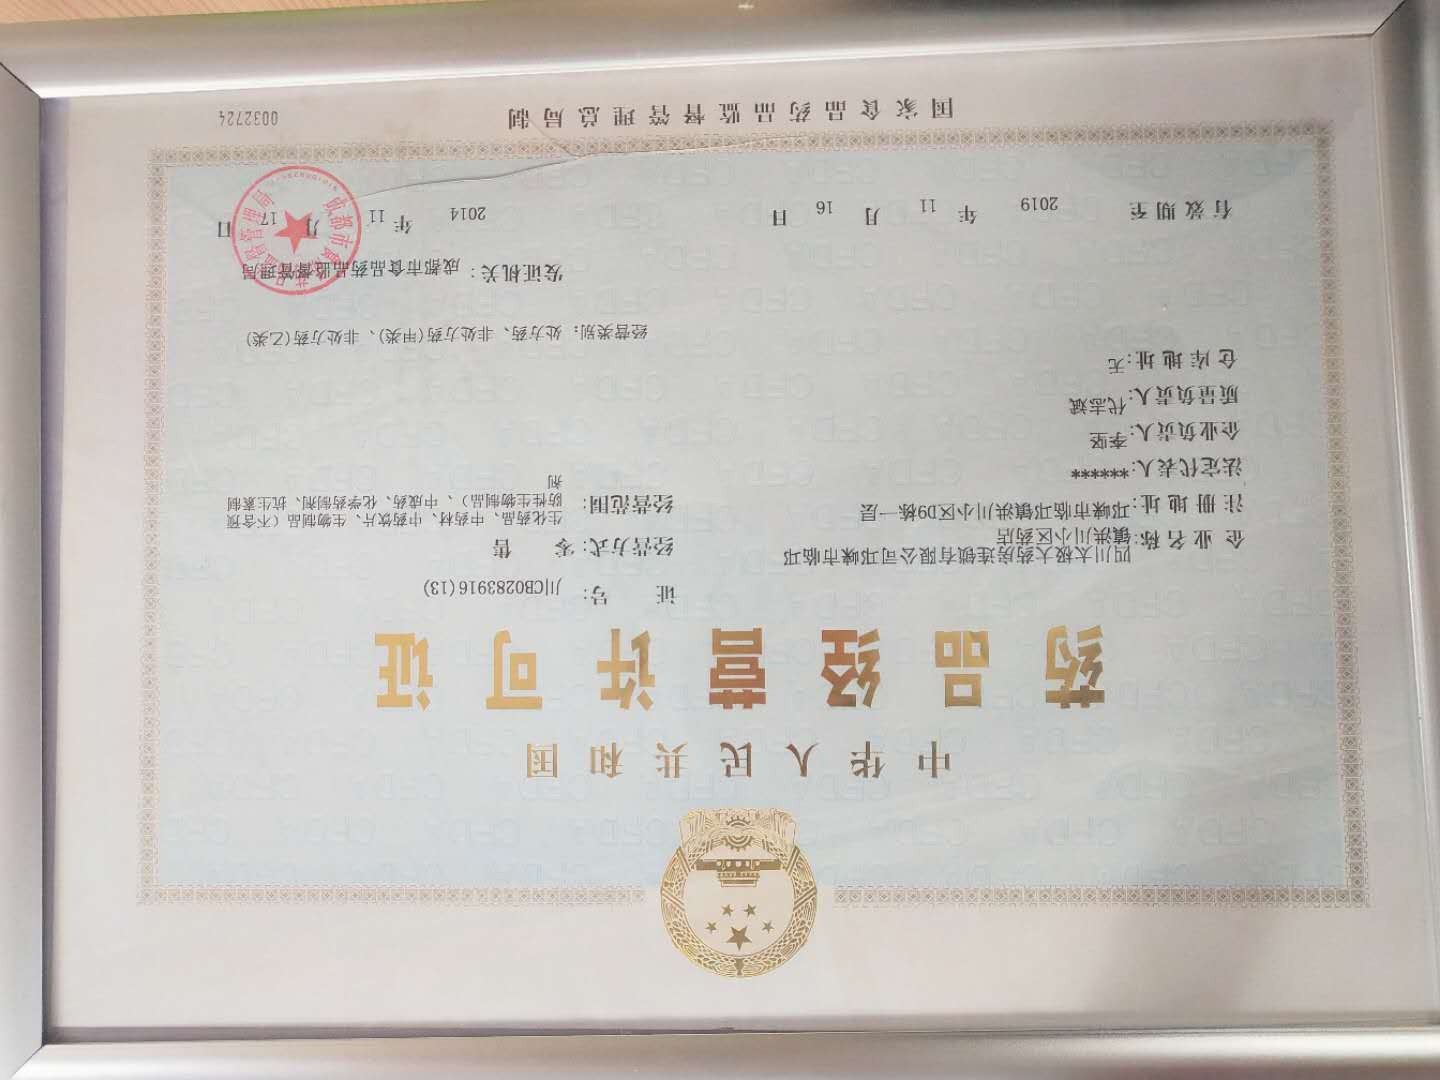 中华人民共和国
药品经营许可证
企业名称:四川太极大药房连锁有限公司邛崃市临邛
镇洪川小区药店
注册地址:邛崃市临邛镇洪川小区D9栋一层
法定代表人:******
企业负责人:李坚
质量负责人:代志斌
仓库地址:无
证 号: 川CB0283916(13)
经营方式: 零 售
经营范围: 生化药品、中药材、中药饮片、生物制品（不含预
防性生物制品）、中成药、化学药制剂、抗生素制
剂
经营类别: 处方药、非处方药(甲类)、非处方药(乙类)
发证机关: 成都市食品药品监督管理局
有效期至 2019 年 11 月 16 日
2014 年 11 月 17 日
国家食品药品监督管理总局制
0032724